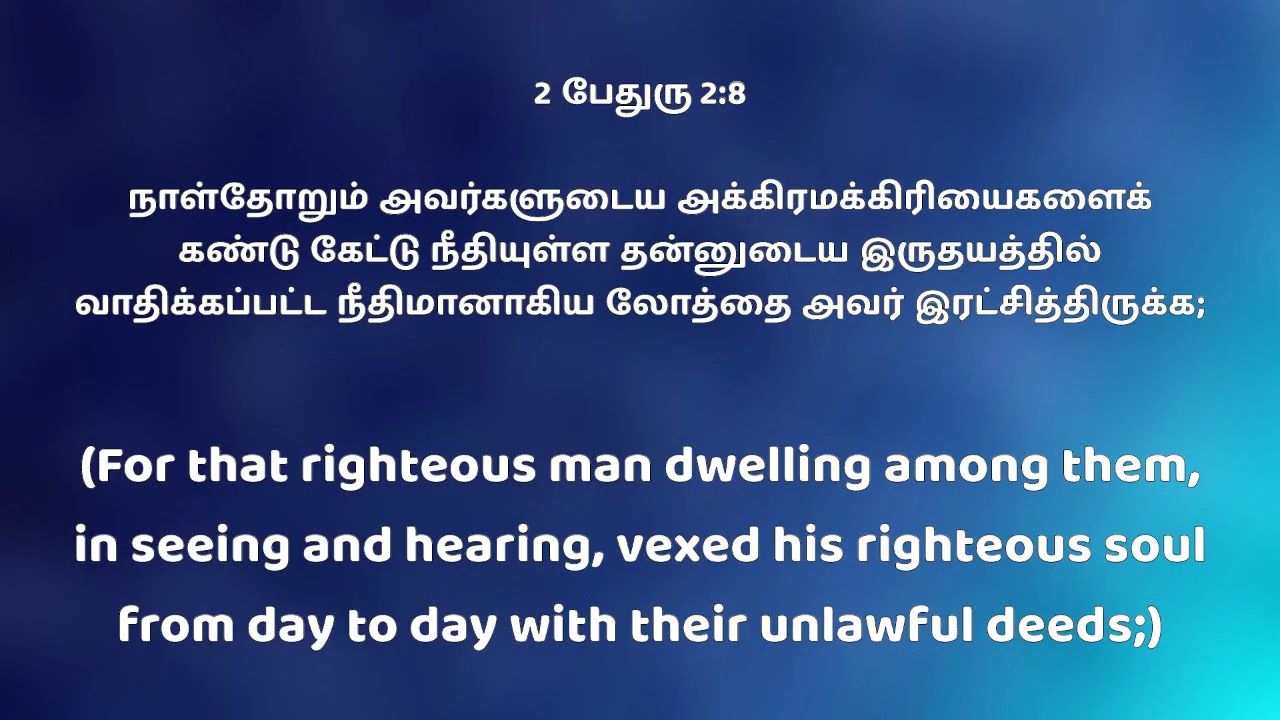 2 பேதுரு 2:8
நாள்தோறும் அவர்களுடைய அக்கிரமக்கிரியைகளைக்
கண்டு கேட்டு நீதியுள்ள தன்னுடைய இருதயத்தில்
வாதிக்கப்பட்ட நீதிமானாகிய லோத்தை அவர் இரட்சித்திருக்க;
(For that righteous man dwelling among them,
in seeing and hearing, vexed his righteous soul
from day to day with their unlawful deeds;)